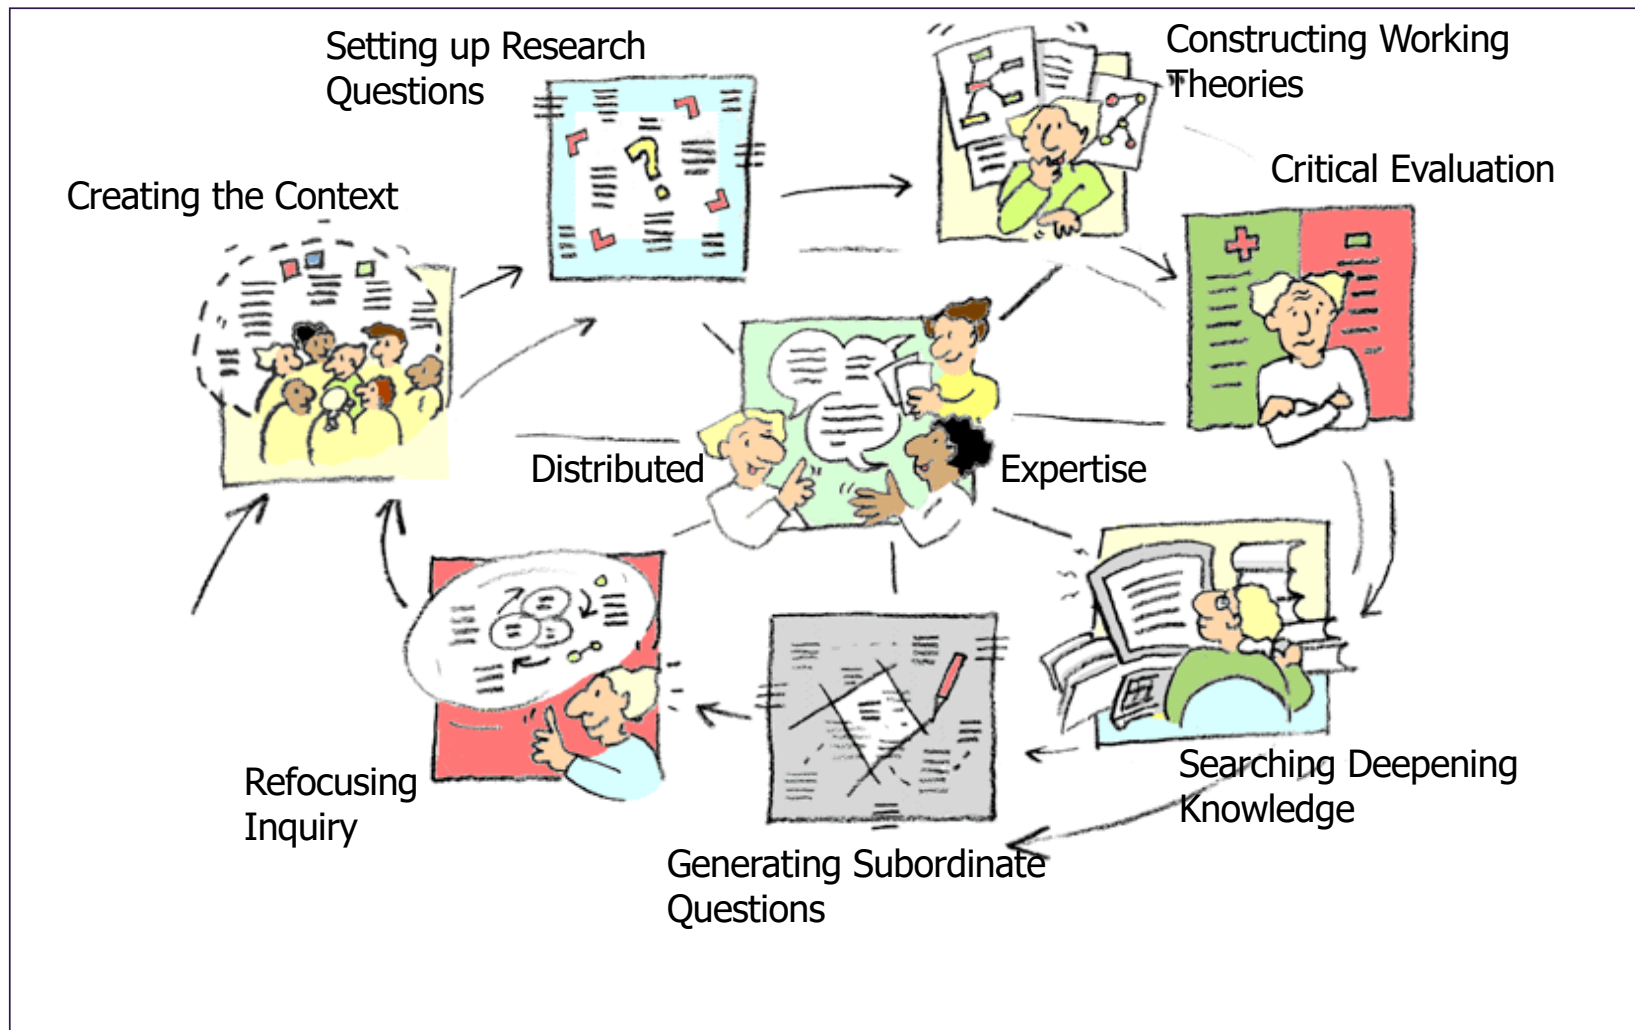 Setting up Research
Questions
Constructing Working
Theories
Creating the Context
Critical Evaluation
Distributed
Expertise
Refocusing
Inquiry
Searching Deepening
Knowledge
Generating Subordinate
Questions